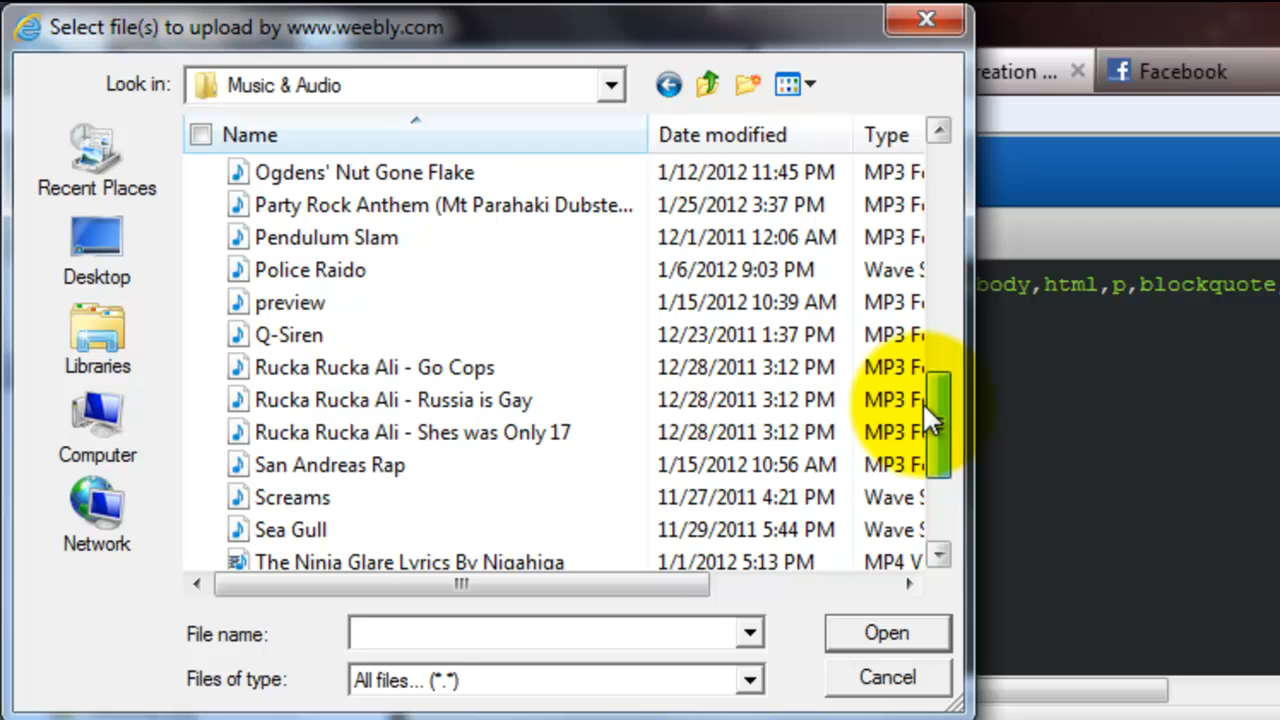 Select file(s) to upload by www.weebly.com
Look in: Music & Audio
reation ...
Facebook
Name Date modified Type
Recent Places
Desktop
Libraries
Computer
Network
Ogdens' Nut Gone Flake 1/12/2012 11:45 PM MP3 F
Party Rock Anthem (Mt Parahaki Dubste... 1/25/2012 3:37 PM MP3 F
Pendulum Slam 12/1/2011 12:06 AM MP3 F
Police Raido 1/6/2012 9:03 PM Wave S
preview 1/15/2012 10:39 AM MP3 F
Q-Siren 12/23/2011 1:37 PM MP3 F
Rucka Rucka Ali - Go Cops 12/28/2011 3:12 PM MP3 F
Rucka Rucka Ali - Russia is Gay 12/28/2011 3:12 PM MP3 F
Rucka Rucka Ali - Shes was Only 17 12/28/2011 3:12 PM MP3 F
San Andreas Rap 1/15/2012 10:56 AM MP3 F
Screams 11/27/2011 4:21 PM Wave S
Sea Gull 11/29/2011 5:44 PM Wave S
The Ninja Glare Lyrics By Nigahiga 1/1/2012 5:13 PM MP4 V
body,html,p,blockquote
File name: Open
Files of type: All files... (*.*) Cancel